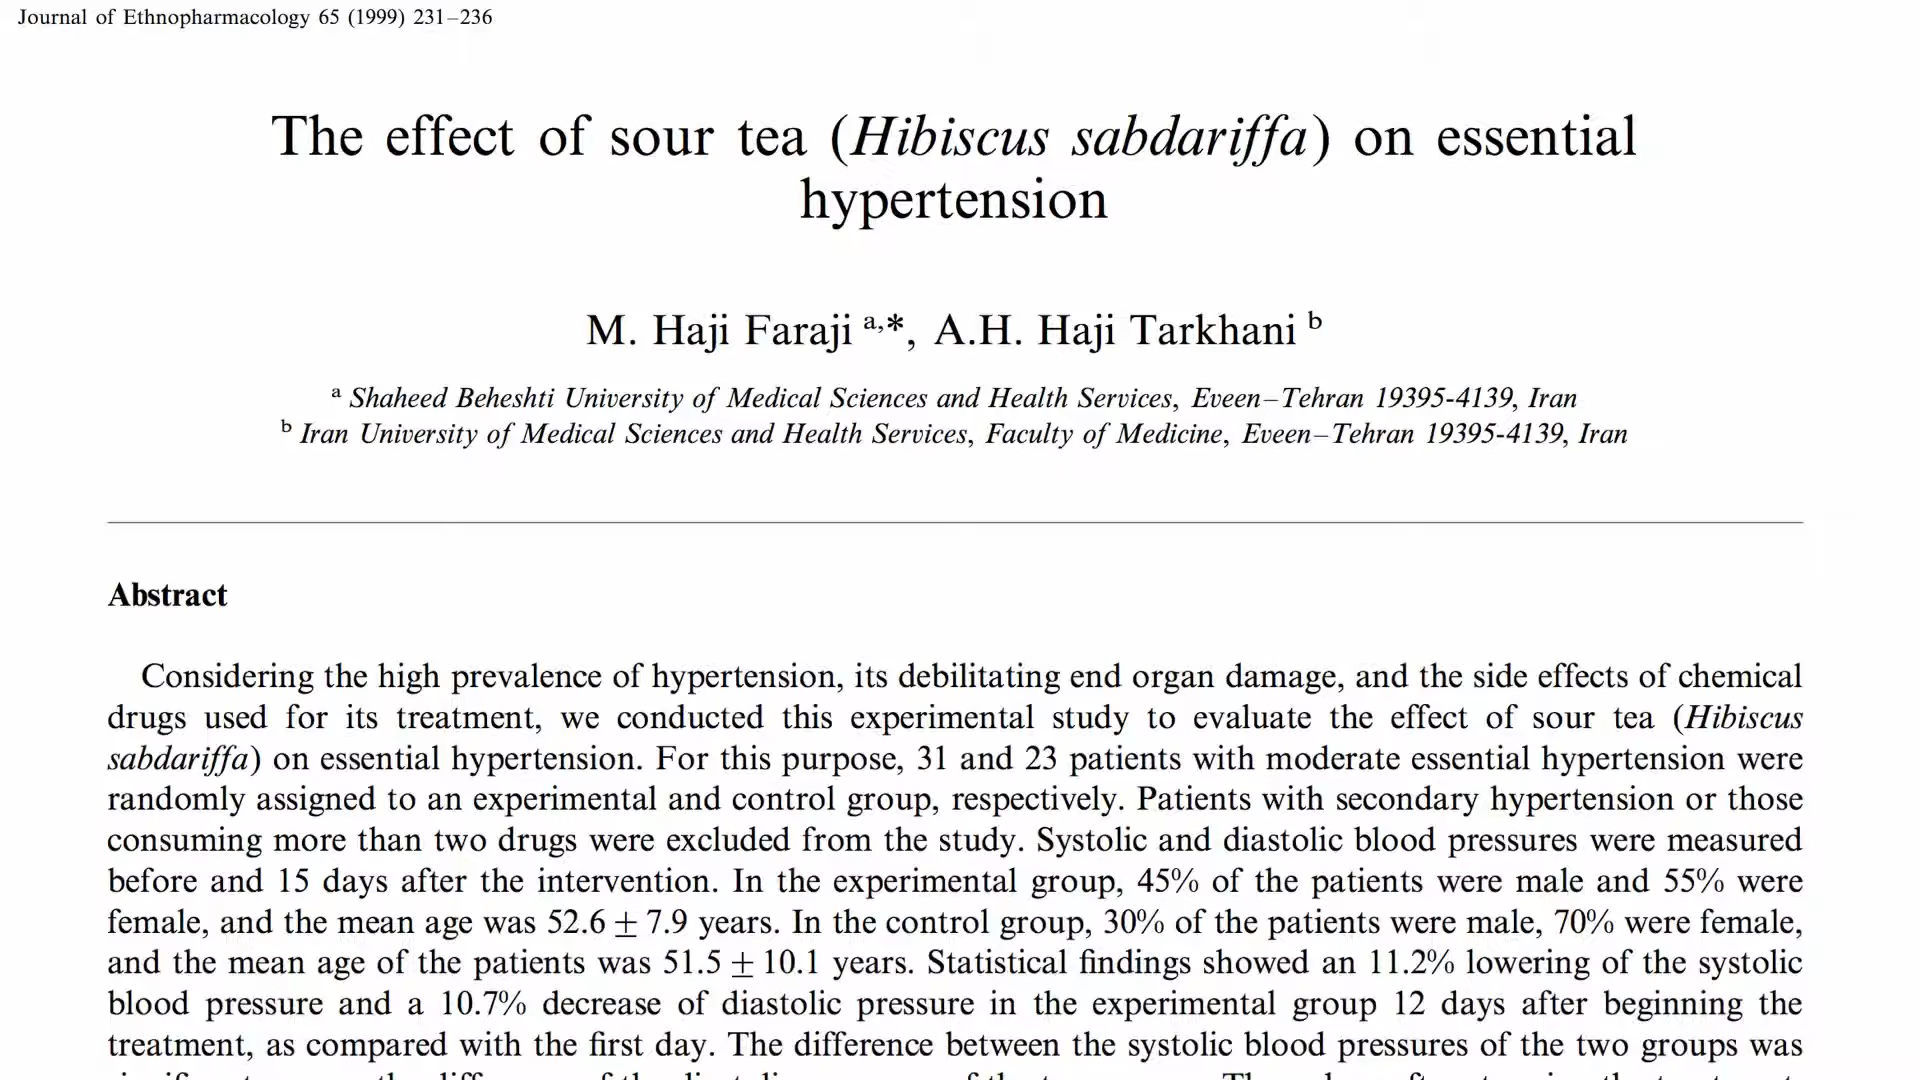 Journal of Ethnopharmacology 65 (1999) 231–236
The effect of sour tea (Hibiscus sabdariffa) on essential
hypertension
M. Haji Faraji a,*, A.H. Haji Tarkhani b
a Shaheed Beheshti University of Medical Sciences and Health Services, Eveen–Tehran 19395-4139, Iran
b Iran University of Medical Sciences and Health Services, Faculty of Medicine, Eveen–Tehran 19395-4139, Iran
Abstract
Considering the high prevalence of hypertension, its debilitating end organ damage, and the side effects of chemical
drugs used for its treatment, we conducted this experimental study to evaluate the effect of sour tea (Hibiscus
sabdariffa) on essential hypertension. For this purpose, 31 and 23 patients with moderate essential hypertension were
randomly assigned to an experimental and control group, respectively. Patients with secondary hypertension or those
consuming more than two drugs were excluded from the study. Systolic and diastolic blood pressures were measured
before and 15 days after the intervention. In the experimental group, 45% of the patients were male and 55% were
female, and the mean age was 52.6 ± 7.9 years. In the control group, 30% of the patients were male, 70% were female,
and the mean age of the patients was 51.5 ± 10.1 years. Statistical findings showed an 11.2% lowering of the systolic
blood pressure and a 10.7% decrease of diastolic pressure in the experimental group 12 days after beginning the
treatment, as compared with the first day. The difference between the systolic blood pressures of the two groups was